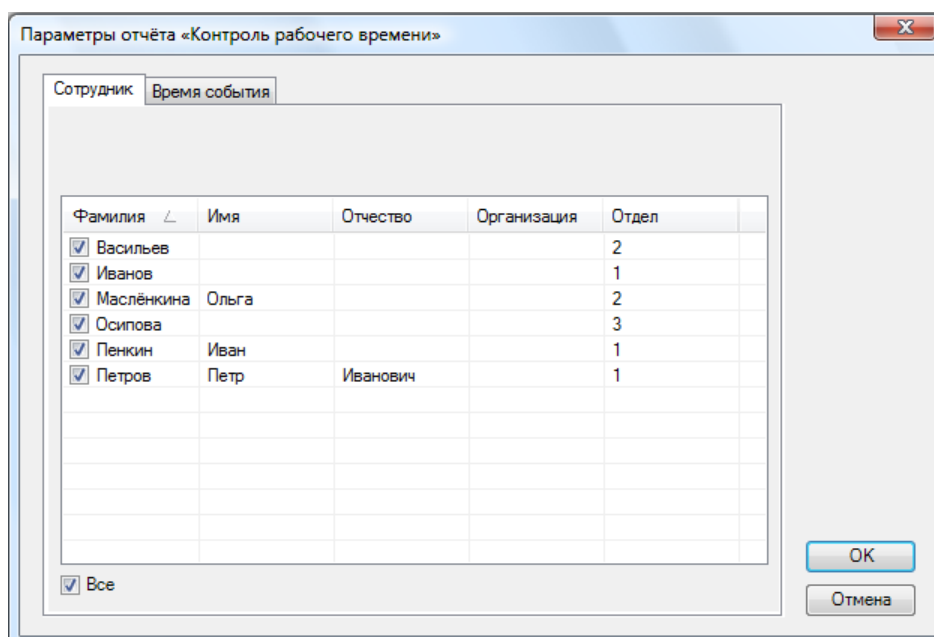 Параметры отчёта «Контроль рабочего времени»
Сотрудник Время события
Фамилия Имя Отчество Организация Отдел
Васильев 2
Иванов 1
Маслёнкина Ольга 2
Осипова 3
Пенкин Иван 1
Петров Петр Иванович 1
OK
Все
Отмена